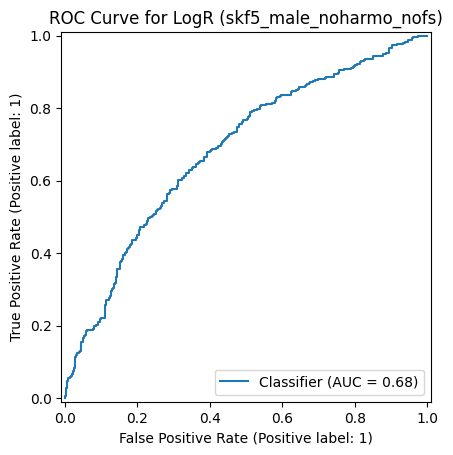 ROC Curve for LogR (skf5_male_noharmo_nofs)
True Positive Rate (Positive label: 1)
1.0
0.8
0.6
0.4
0.2
0.0
Classifier (AUC = 0.68)
0.0 0.2 0.4 0.6 0.8 1.0
False Positive Rate (Positive label: 1)